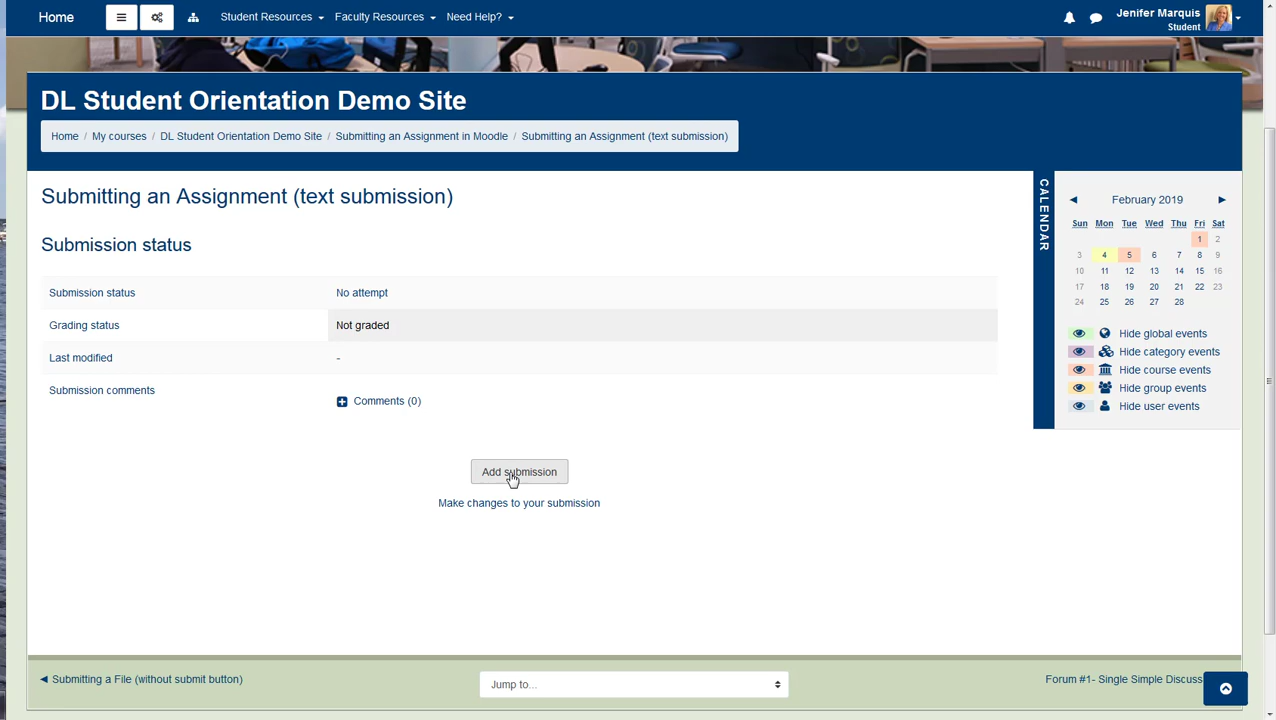 Home Student Resources Faculty Resources Need Help? Jenifer Marquis
Student
DL Student Orientation Demo Site
Home / My courses / DL Student Orientation Demo Site / Submitting an Assignment in Moodle / Submitting an Assignment (text submission)
Submitting an Assignment (text submission)
Submission status
Submission status No attempt
Grading status Not graded
Last modified -
Submission comments
Comments (0)
Add submission
Make changes to your submission
CALENDAR
◄ February 2019 ►
Sun Mon Tue Wed Thu Fri Sat
1 2
3 4 5 6 7 8 9
10 11 12 13 14 15 16
17 18 19 20 21 22 23
24 25 26 27 28
Hide global events
Hide category events
Hide course events
Hide group events
Hide user events
◄ Submitting a File (without submit button) Jump to... Forum #1- Single Simple Discuss